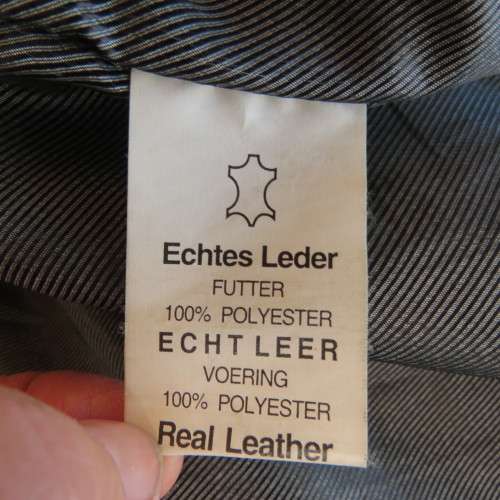 Echtes Leder
FUTTER
100% POLYESTER
ECHT LEER
VOERING
100% POLYESTER
Real Leather